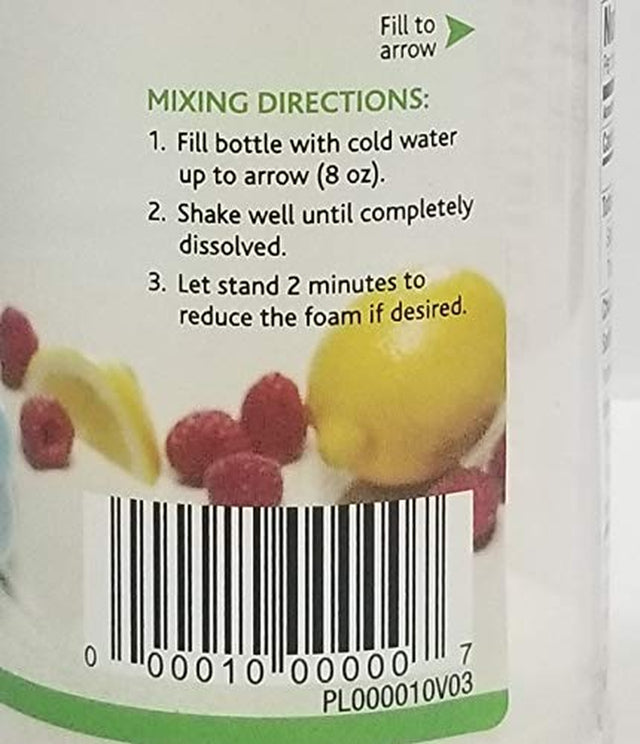 Fill to
arrow
MIXING DIRECTIONS:
1. Fill bottle with cold water
up to arrow (8 oz).
2. Shake well until completely
dissolved.
3. Let stand 2 minutes to
reduce the foam if desired.
0 00010 00000 7
PL000010V03